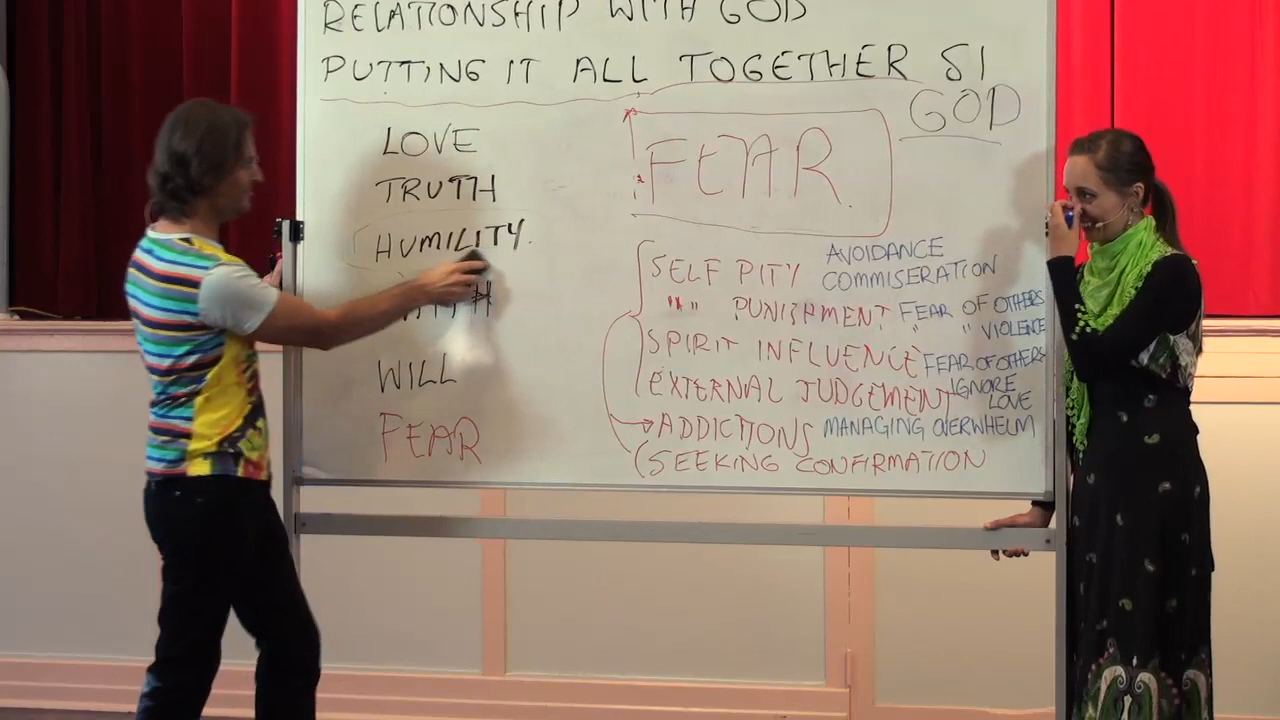 RELATIONSHIP WITH GOD
PUTTING IT ALL TOGETHER S1
GOD
LOVE
TRUTH
HUMILITY
WILL
FEAR
FEAR
SELF PITY AVOIDANCE
COMMISERATION
" " PUNISHMENT FEAR OF OTHERS
" " VIOLENCE
SPIRIT INFLUENCE FEAR OF OTHERS
EXTERNAL JUDGEMENT IGNORE
LOVE
ADDICTIONS MANAGING OVERWHELM
(SEEKING CONFIRMATION